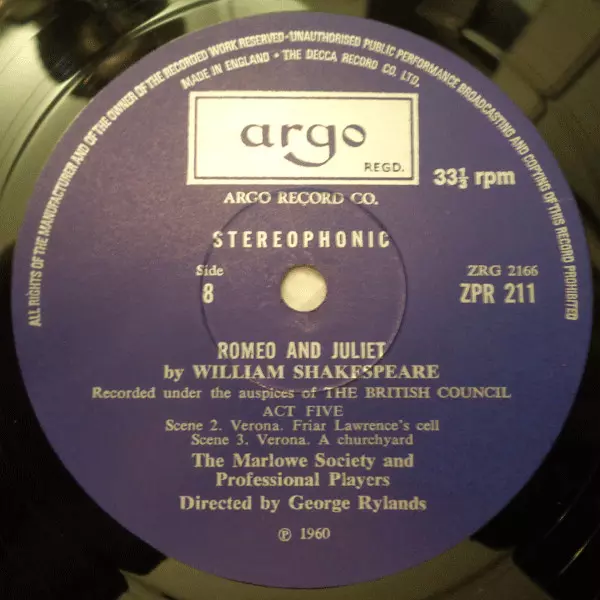 ALL RIGHTS OF THE MANUFACTURER AND OF THE OWNER OF THE RECORDED WORK RESERVED·UNAUTHORISED PUBLIC PERFORMANCE BROADCASTING AND COPYING OF THIS RECORD PROHIBITED
MADE IN ENGLAND · THE DECCA RECORD CO. LTD.
argo
REGD.
33⅓ rpm
ARGO RECORD CO.
STEREOPHONIC
Side ZRG 2166
8 ZPR 211
ROMEO AND JULIET
by WILLIAM SHAKESPEARE
Recorded under the auspices of THE BRITISH COUNCIL
ACT FIVE
Scene 2. Verona. Friar Lawrence's cell
Scene 3. Verona. A churchyard
The Marlowe Society and
Professional Players
Directed by George Rylands
℗ 1960